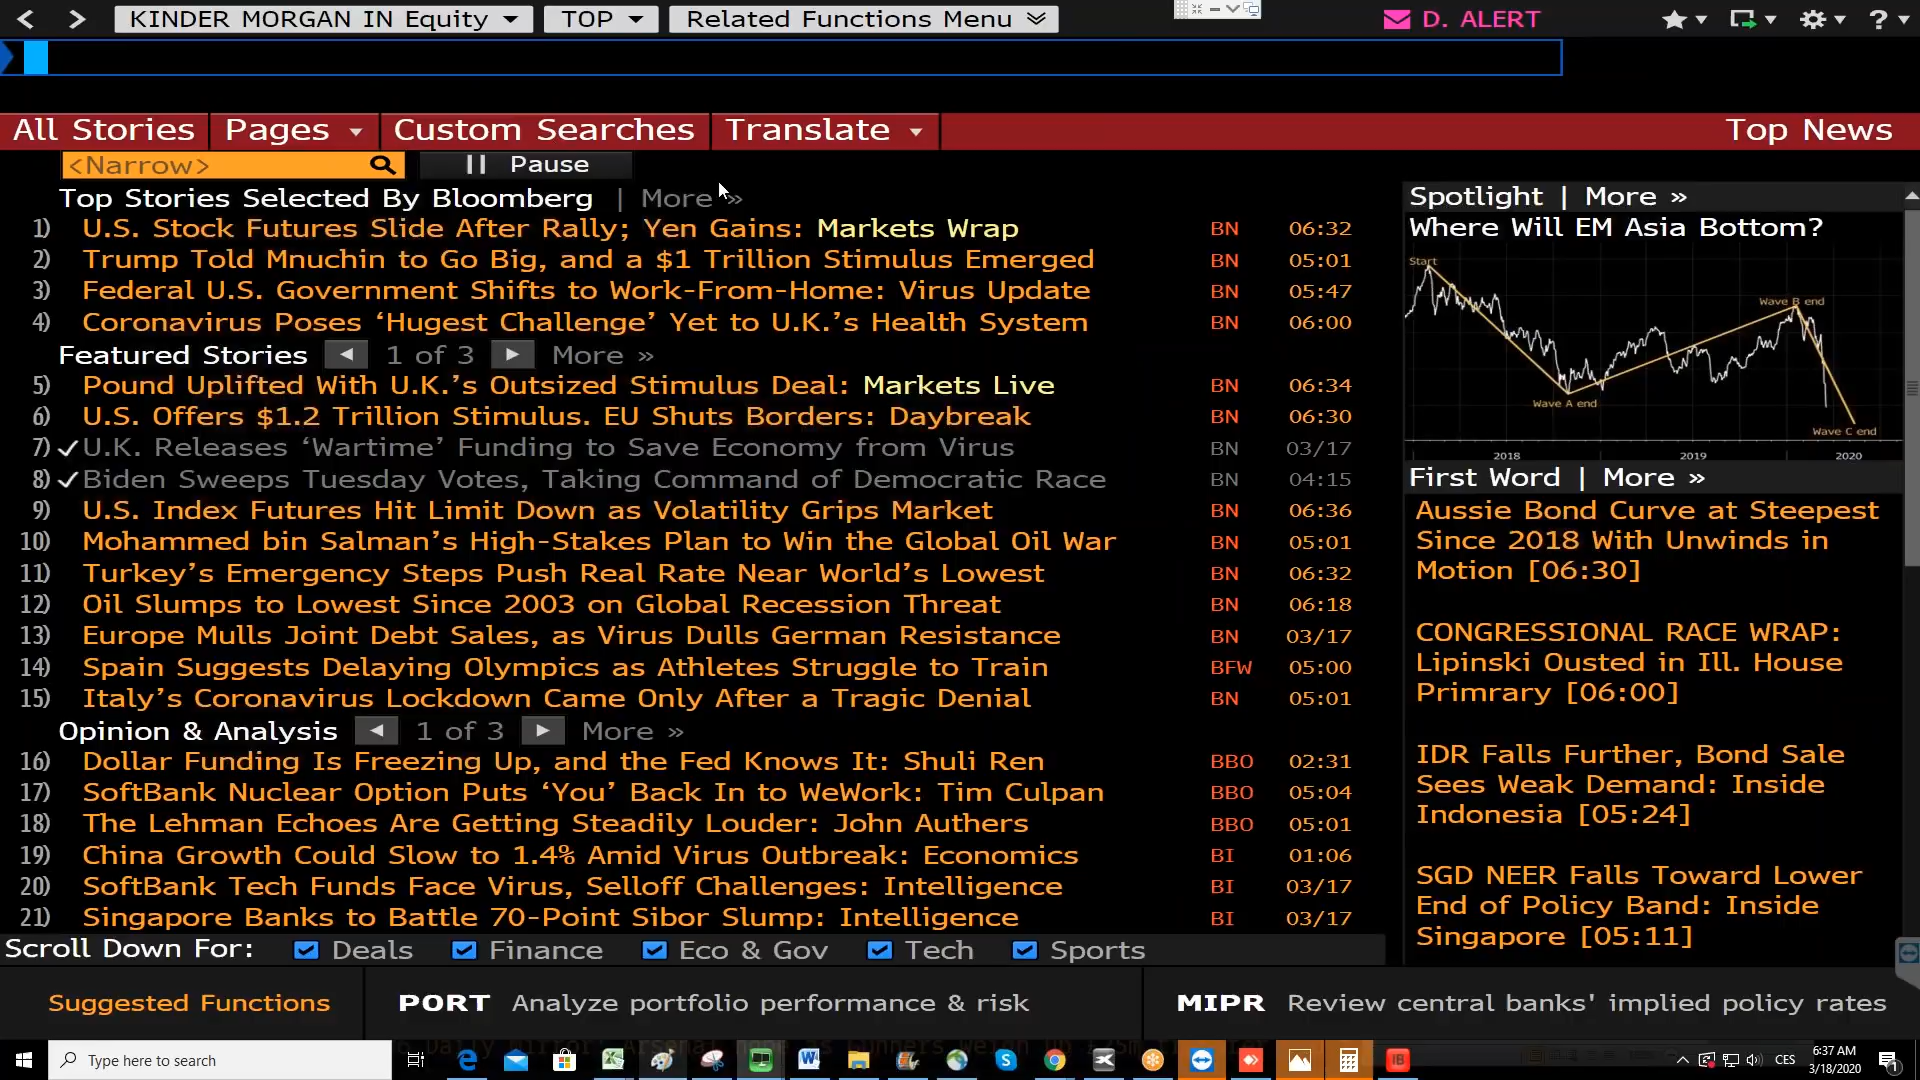 KINDER MORGAN IN Equity
TOP
Related Functions Menu
D. ALERT
?
All Stories
Pages
Custom Searches
Translate
Top News
<Narrow>
Pause
Top Stories Selected By Bloomberg | More »
1) U.S. Stock Futures Slide After Rally; Yen Gains: Markets Wrap BN 06:32
2) Trump Told Mnuchin to Go Big, and a $1 Trillion Stimulus Emerged BN 05:01
3) Federal U.S. Government Shifts to Work-From-Home: Virus Update BN 05:47
4) Coronavirus Poses ‘Hugest Challenge’ Yet to U.K.’s Health System BN 06:00
Featured Stories 1 of 3 More »
5) Pound Uplifted With U.K.’s Outsized Stimulus Deal: Markets Live BN 06:34
6) U.S. Offers $1.2 Trillion Stimulus. EU Shuts Borders: Daybreak BN 06:30
7) U.K. Releases ‘Wartime’ Funding to Save Economy from Virus BN 03/17
8) Biden Sweeps Tuesday Votes, Taking Command of Democratic Race BN 04:15
9) U.S. Index Futures Hit Limit Down as Volatility Grips Market BN 06:36
10) Mohammed bin Salman’s High-Stakes Plan to Win the Global Oil War BN 05:01
11) Turkey’s Emergency Steps Push Real Rate Near World’s Lowest BN 06:32
12) Oil Slumps to Lowest Since 2003 on Global Recession Threat BN 06:18
13) Europe Mulls Joint Debt Sales, as Virus Dulls German Resistance BN 03/17
14) Spain Suggests Delaying Olympics as Athletes Struggle to Train BFW 05:00
15) Italy’s Coronavirus Lockdown Came Only After a Tragic Denial BN 05:01
Opinion & Analysis 1 of 3 More »
16) Dollar Funding Is Freezing Up, and the Fed Knows It: Shuli Ren BBO 02:31
17) SoftBank Nuclear Option Puts ‘You’ Back In to WeWork: Tim Culpan BBO 05:04
18) The Lehman Echoes Are Getting Steadily Louder: John Authers BBO 05:01
19) China Growth Could Slow to 1.4% Amid Virus Outbreak: Economics BI 01:06
20) SoftBank Tech Funds Face Virus, Selloff Challenges: Intelligence BI 03/17
21) Singapore Banks to Battle 70-Point Sibor Slump: Intelligence BI 03/17
Scroll Down For: Deals Finance Eco & Gov Tech Sports
Spotlight | More »
Where Will EM Asia Bottom?
Start
Wave B end
Wave A end
Wave C end
2018 2019 2020
First Word | More »
Aussie Bond Curve at Steepest
Since 2018 With Unwinds in
Motion [06:30]
CONGRESSIONAL RACE WRAP:
Lipinski Ousted in Ill. House
Primrary [06:00]
IDR Falls Further, Bond Sale
Sees Weak Demand: Inside
Indonesia [05:24]
SGD NEER Falls Toward Lower
End of Policy Band: Inside
Singapore [05:11]
Suggested Functions
PORT Analyze portfolio performance & risk
MIPR Review central banks' implied policy rates
Type here to search
CES
6:37 AM
3/18/2020
IB
1